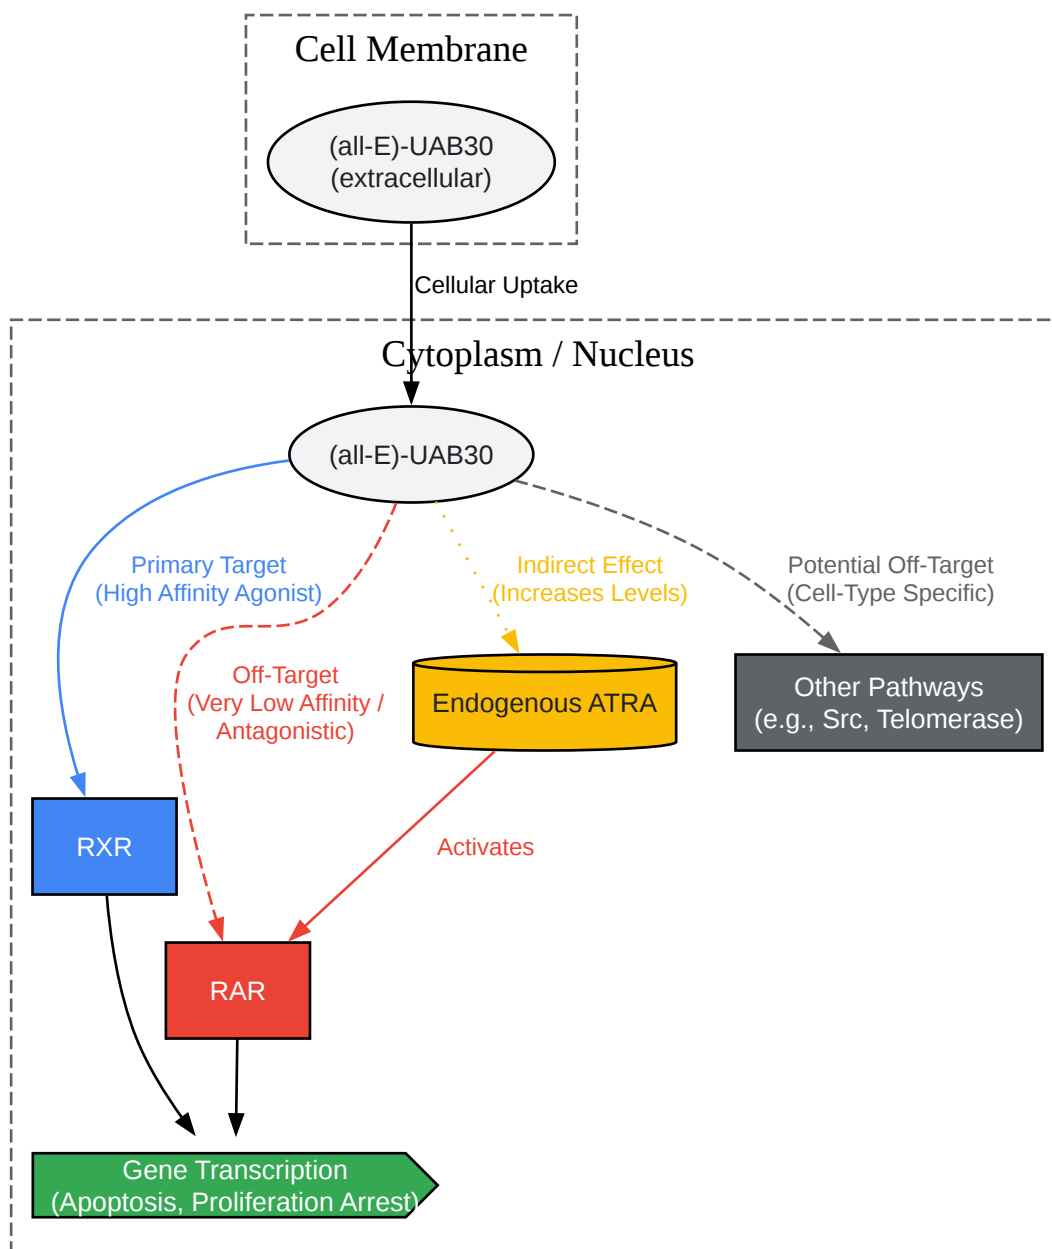 Cell Membrane
(all-E)-UAB30
(extracellular)
Cellular Uptake
Cytoplasm / Nucleus
(all-E)-UAB30
Primary Target
(High Affinity Agonist)
Indirect Effect
(Increases Levels)
Potential Off-Target
(Cell-Type Specific)
Off-Target
(Very Low Affinity /
Antagonistic)
Endogenous ATRA
Other Pathways
(e.g., Src, Telomerase)
RXR
Activates
RAR
Gene Transcription
(Apoptosis, Proliferation Arrest)